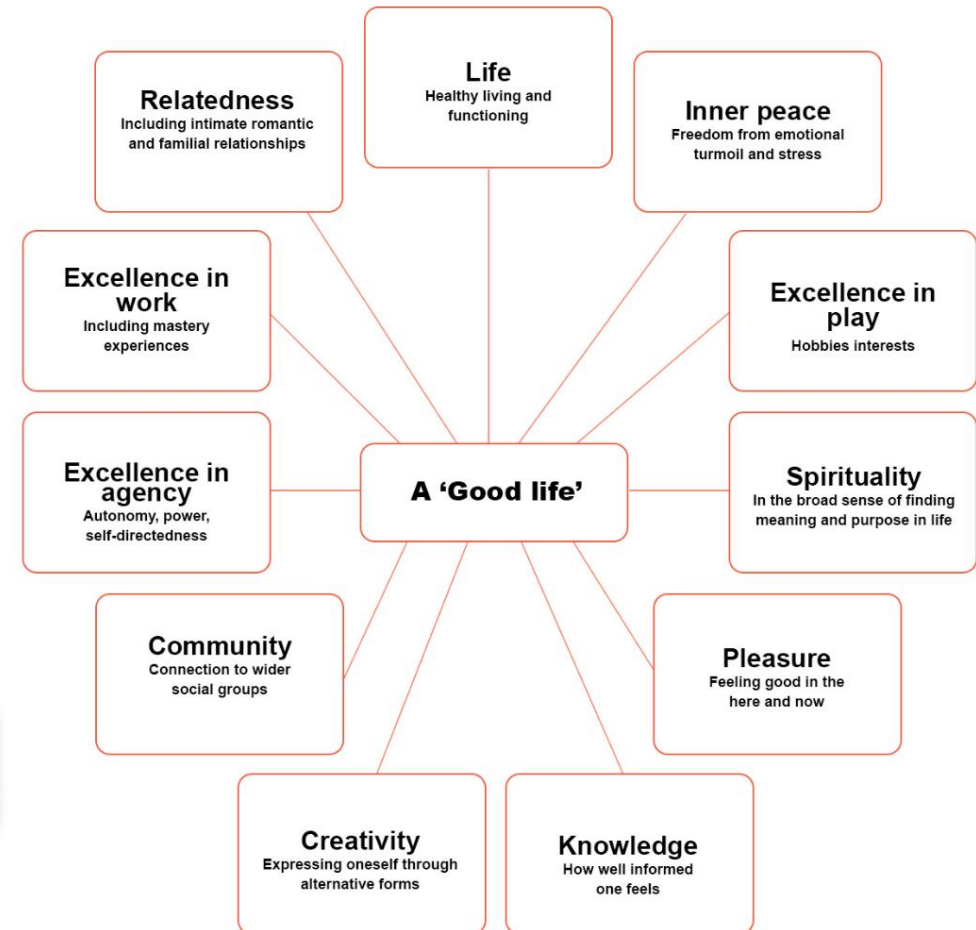 Life
Healthy living and
functioning
Inner peace
Freedom from emotional
turmoil and stress
Excellence in
play
Hobbies interests
Spirituality
In the broad sense of finding
meaning and purpose in life
Pleasure
Feeling good in the
here and now
Knowledge
How well informed
one feels
Creativity
Expressing oneself through
alternative forms
Community
Connection to wider
social groups
Excellence in
agency
Autonomy, power,
self-directedness
Excellence in
work
Including mastery
experiences
Relatedness
Including intimate romantic
and familial relationships
A ‘Good life’